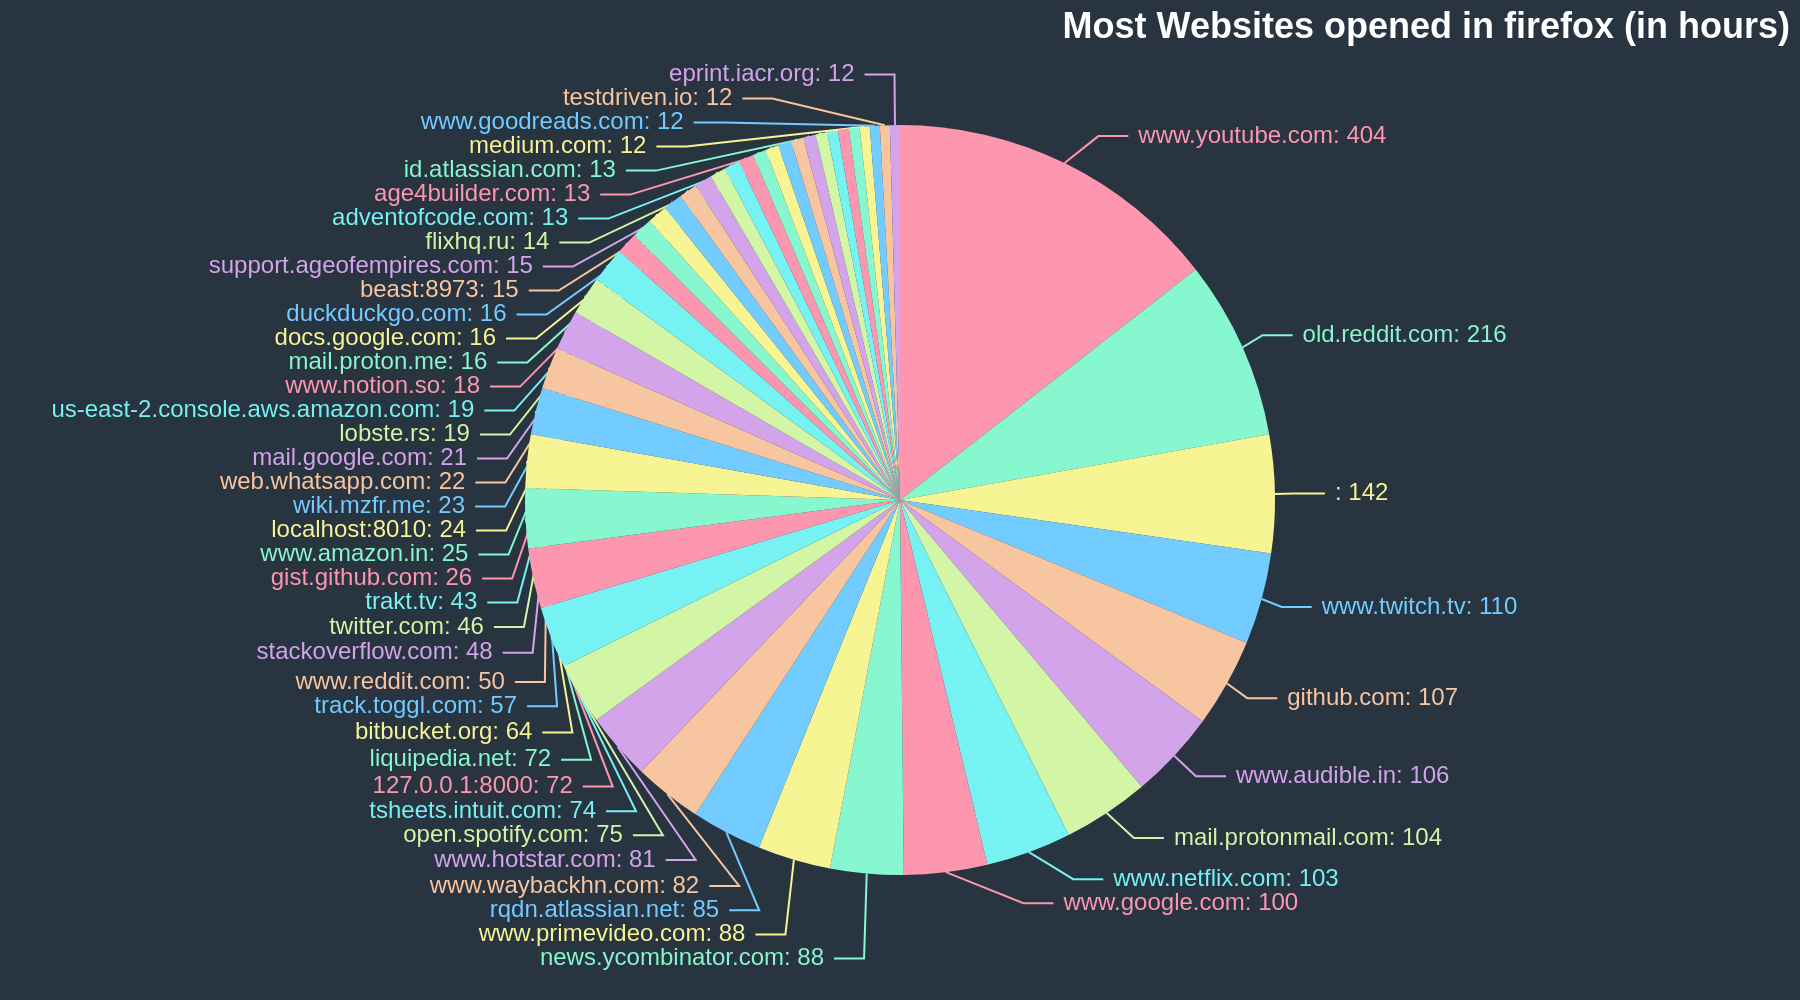 Most Websites opened in firefox (in hours)
eprint.iacr.org: 12
testdriven.io: 12
www.goodreads.com: 12
medium.com: 12
id.atlassian.com: 13
age4builder.com: 13
adventofcode.com: 13
flixhq.ru: 14
support.ageofempires.com: 15
beast:8973: 15
duckduckgo.com: 16
docs.google.com: 16
mail.proton.me: 16
www.notion.so: 18
us-east-2.console.aws.amazon.com: 19
lobste.rs: 19
mail.google.com: 21
web.whatsapp.com: 22
wiki.mzfr.me: 23
localhost:8010: 24
www.amazon.in: 25
gist.github.com: 26
trakt.tv: 43
twitter.com: 46
stackoverflow.com: 48
www.reddit.com: 50
track.toggl.com: 57
bitbucket.org: 64
liquipedia.net: 72
127.0.0.1:8000: 72
tsheets.intuit.com: 74
open.spotify.com: 75
www.hotstar.com: 81
www.waybackhn.com: 82
rqdn.atlassian.net: 85
www.primevideo.com: 88
news.ycombinator.com: 88
www.youtube.com: 404
old.reddit.com: 216
: 142
www.twitch.tv: 110
github.com: 107
www.audible.in: 106
mail.protonmail.com: 104
www.netflix.com: 103
www.google.com: 100